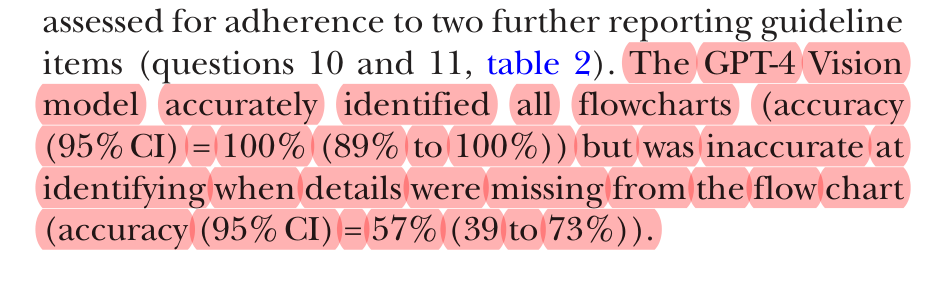 assessed for adherence to two further reporting guideline
items (questions 10 and 11, table 2). The GPT-4 Vision
model accurately identified all flowcharts (accuracy
(95% CI) = 100% (89% to 100%)) but was inaccurate at
identifying when details were missing from the flow chart
(accuracy (95% CI) = 57% (39 to 73%)).